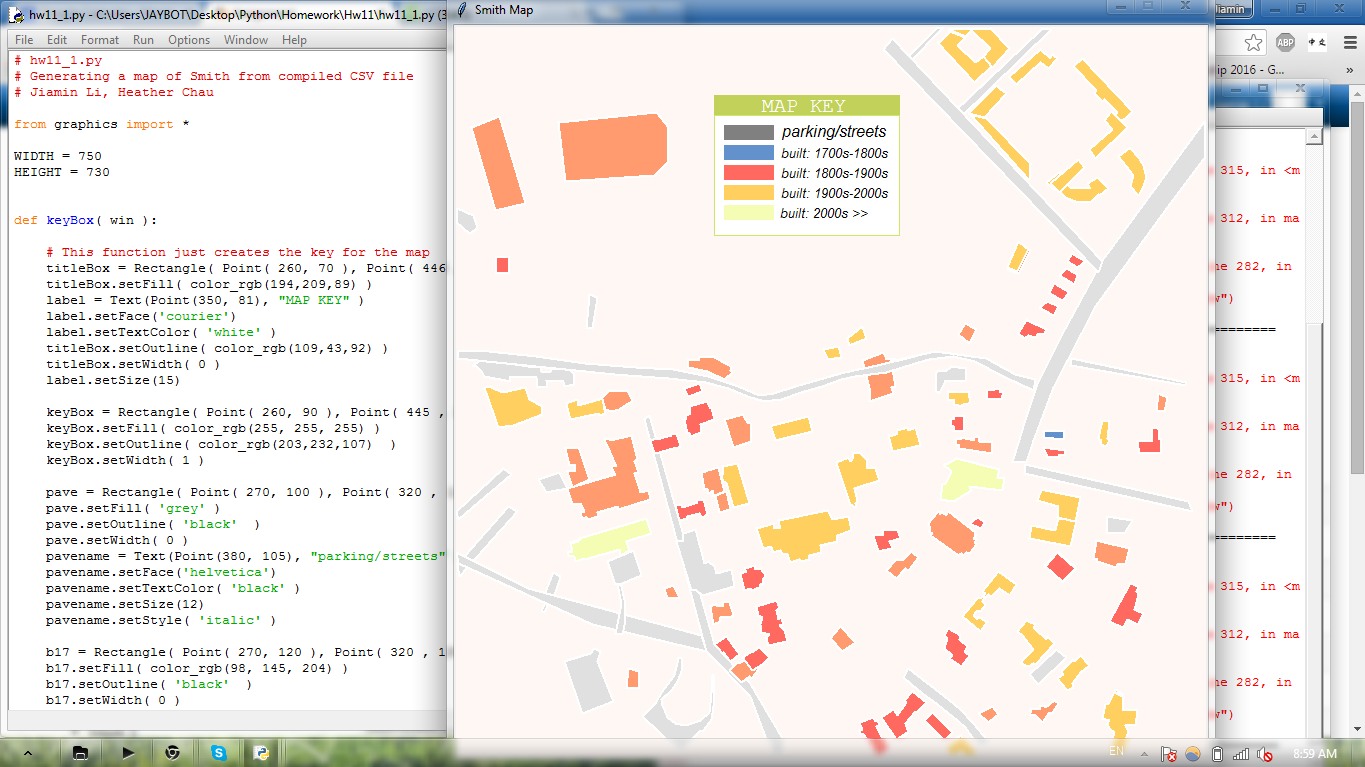 hw11_1.py - C:\Users\JAYBOT\Desktop\Python\Homework\Hw11\hw11_1.py (3
File Edit Format Run Options Window Help
# hw11_1.py
# Generating a map of Smith from compiled CSV file
# Jiamin Li, Heather Chau
from graphics import *
WIDTH = 750
HEIGHT = 730
def keyBox( win ):
# This function just creates the key for the map
titleBox = Rectangle( Point( 260, 70 ), Point( 446
titleBox.setFill( color_rgb(194,209,89) )
label = Text(Point(350, 81), "MAP KEY" )
label.setFace('courier')
label.setTextColor( 'white' )
titleBox.setOutline( color_rgb(109,43,92) )
titleBox.setWidth( 0 )
label.setSize(15)
keyBox = Rectangle( Point( 260, 90 ), Point( 445 ,
keyBox.setFill( color_rgb(255, 255, 255) )
keyBox.setOutline( color_rgb(203,232,107)  )
keyBox.setWidth( 1 )
pave = Rectangle( Point( 270, 100 ), Point( 320 ,
pave.setFill( 'grey' )
pave.setOutline( 'black'  )
pave.setWidth( 0 )
pavename = Text(Point(380, 105), "parking/streets"
pavename.setFace('helvetica')
pavename.setTextColor( 'black' )
pavename.setSize(12)
pavename.setStyle( 'italic' )
b17 = Rectangle( Point( 270, 120 ), Point( 320 , 1
b17.setFill( color_rgb(98, 145, 204) )
b17.setOutline( 'black'  )
b17.setWidth( 0 )
Smith Map
MAP KEY
parking/streets
built: 1700s-1800s
built: 1800s-1900s
built: 1900s-2000s
built: 2000s >>
iamin
ABP
ip 2016 - G...
»
315, in <m
312, in ma
ne 282, in
w")
========
315, in <m
312, in ma
ne 282, in
w")
========
315, in <m
312, in ma
ne 282, in
w")
EN
8:59 AM